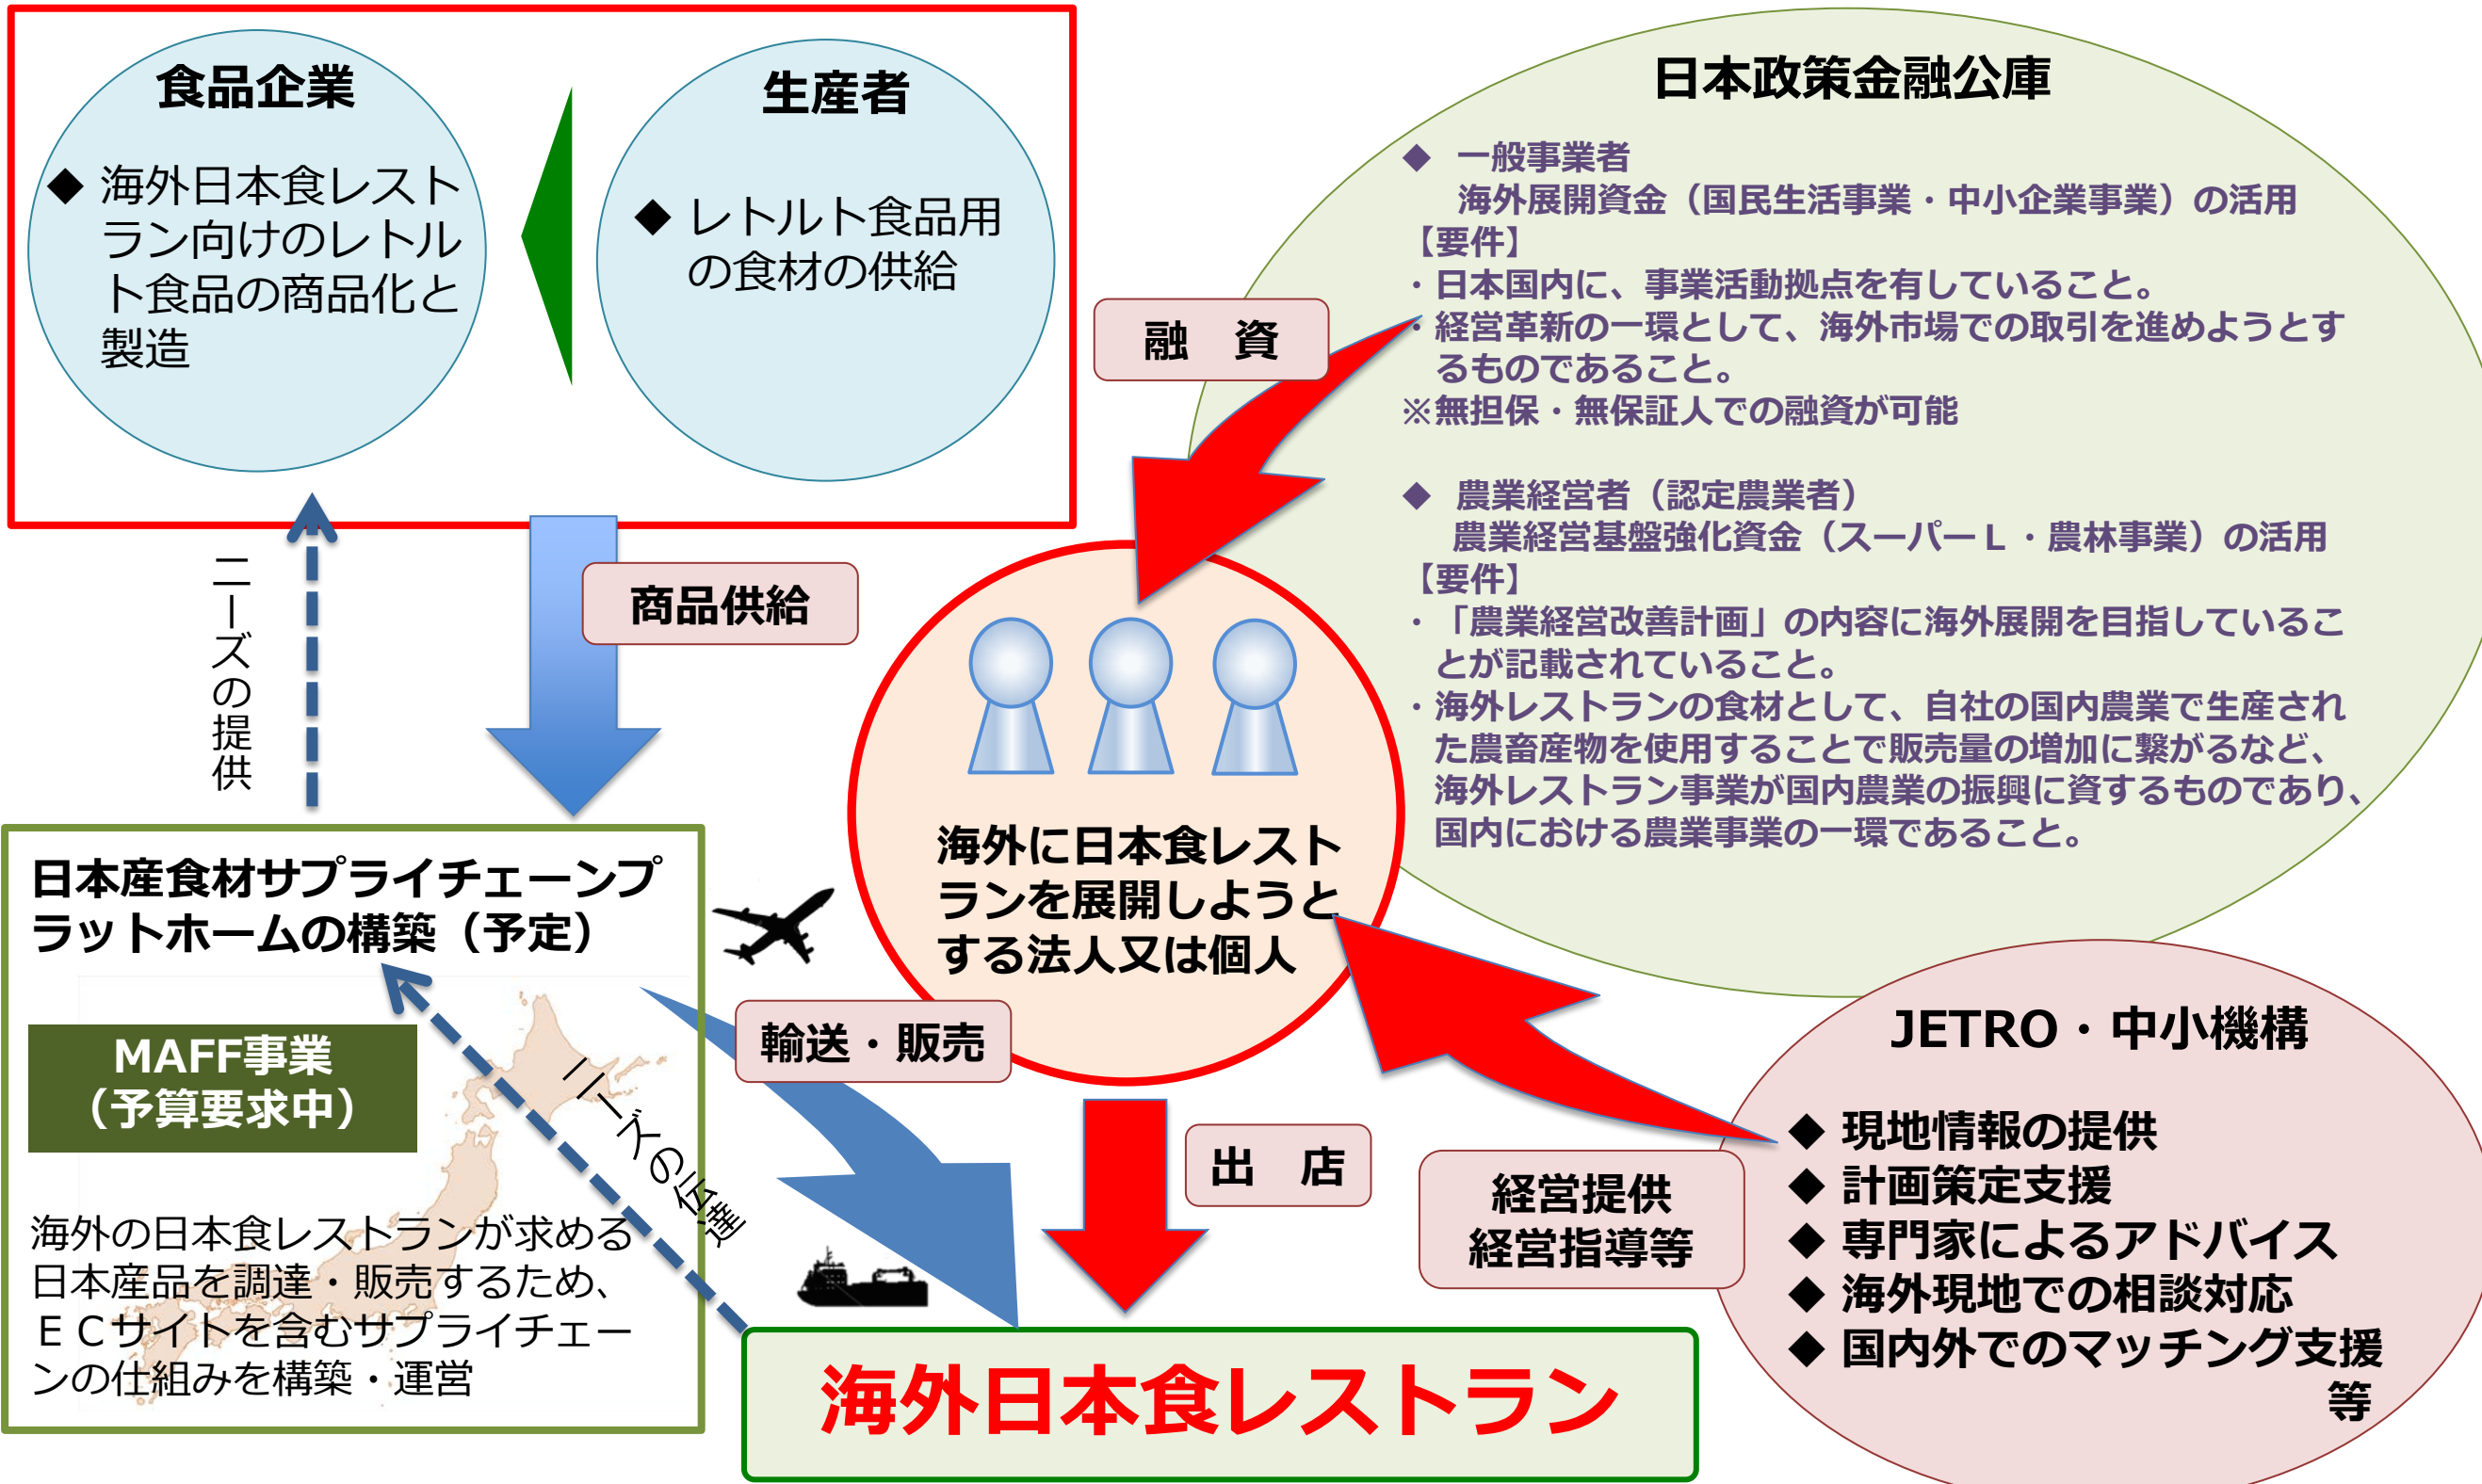 食品企業
◆ 海外日本食レスト
ラン向けのレトル
ト食品の商品化と
製造
生産者
◆ レトルト食品用
の食材の供給
日本政策金融公庫
◆ 一般事業者
海外展開資金（国民生活事業・中小企業事業）の活用
【要件】
・日本国内に、事業活動拠点を有していること。
・経営革新の一環として、海外市場での取引を進めようとす
るものであること。
※無担保・無保証人での融資が可能
◆ 農業経営者（認定農業者）
農業経営基盤強化資金（スーパーＬ・農林事業）の活用
【要件】
・「農業経営改善計画」の内容に海外展開を目指しているこ
とが記載されていること。
・海外レストランの食材として、自社の国内農業で生産され
た農畜産物を使用することで販売量の増加に繋がるなど、
海外レストラン事業が国内農業の振興に資するものであり、
国内における農業事業の一環であること。
融　資
ニーズの提供
商品供給
海外に日本食レスト
ランを展開しようと
する法人又は個人
日本産食材サプライチェーンプ
ラットホームの構築（予定）
MAFF事業
（予算要求中）
海外の日本食レストランが求める
日本産品を調達・販売するため、
ＥＣサイトを含むサプライチェー
ンの仕組みを構築・運営
ニーズの伝達
輸送・販売
出　店
経営提供
経営指導等
JETRO・中小機構
◆ 現地情報の提供
◆ 計画策定支援
◆ 専門家によるアドバイス
◆ 海外現地での相談対応
◆ 国内外でのマッチング支援
等
海外日本食レストラン